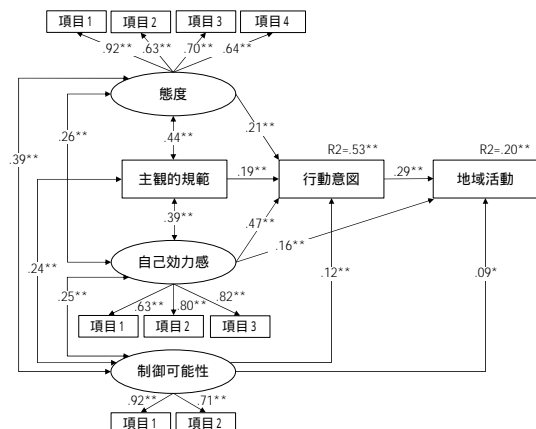 項目1 項目2 項目3 項目4
.92** .63** .70** .64**
態度
.26** .44** .21** R2=.53** R2=.20**
.39**
主観的規範 .19** 行動意図 .29** 地域活動
.39** .47**
.24** 自己効力感 .16** .12** .09*
.25** .63** .80** .82**
項目1 項目2 項目3
制御可能性
.92** .71**
項目1 項目2